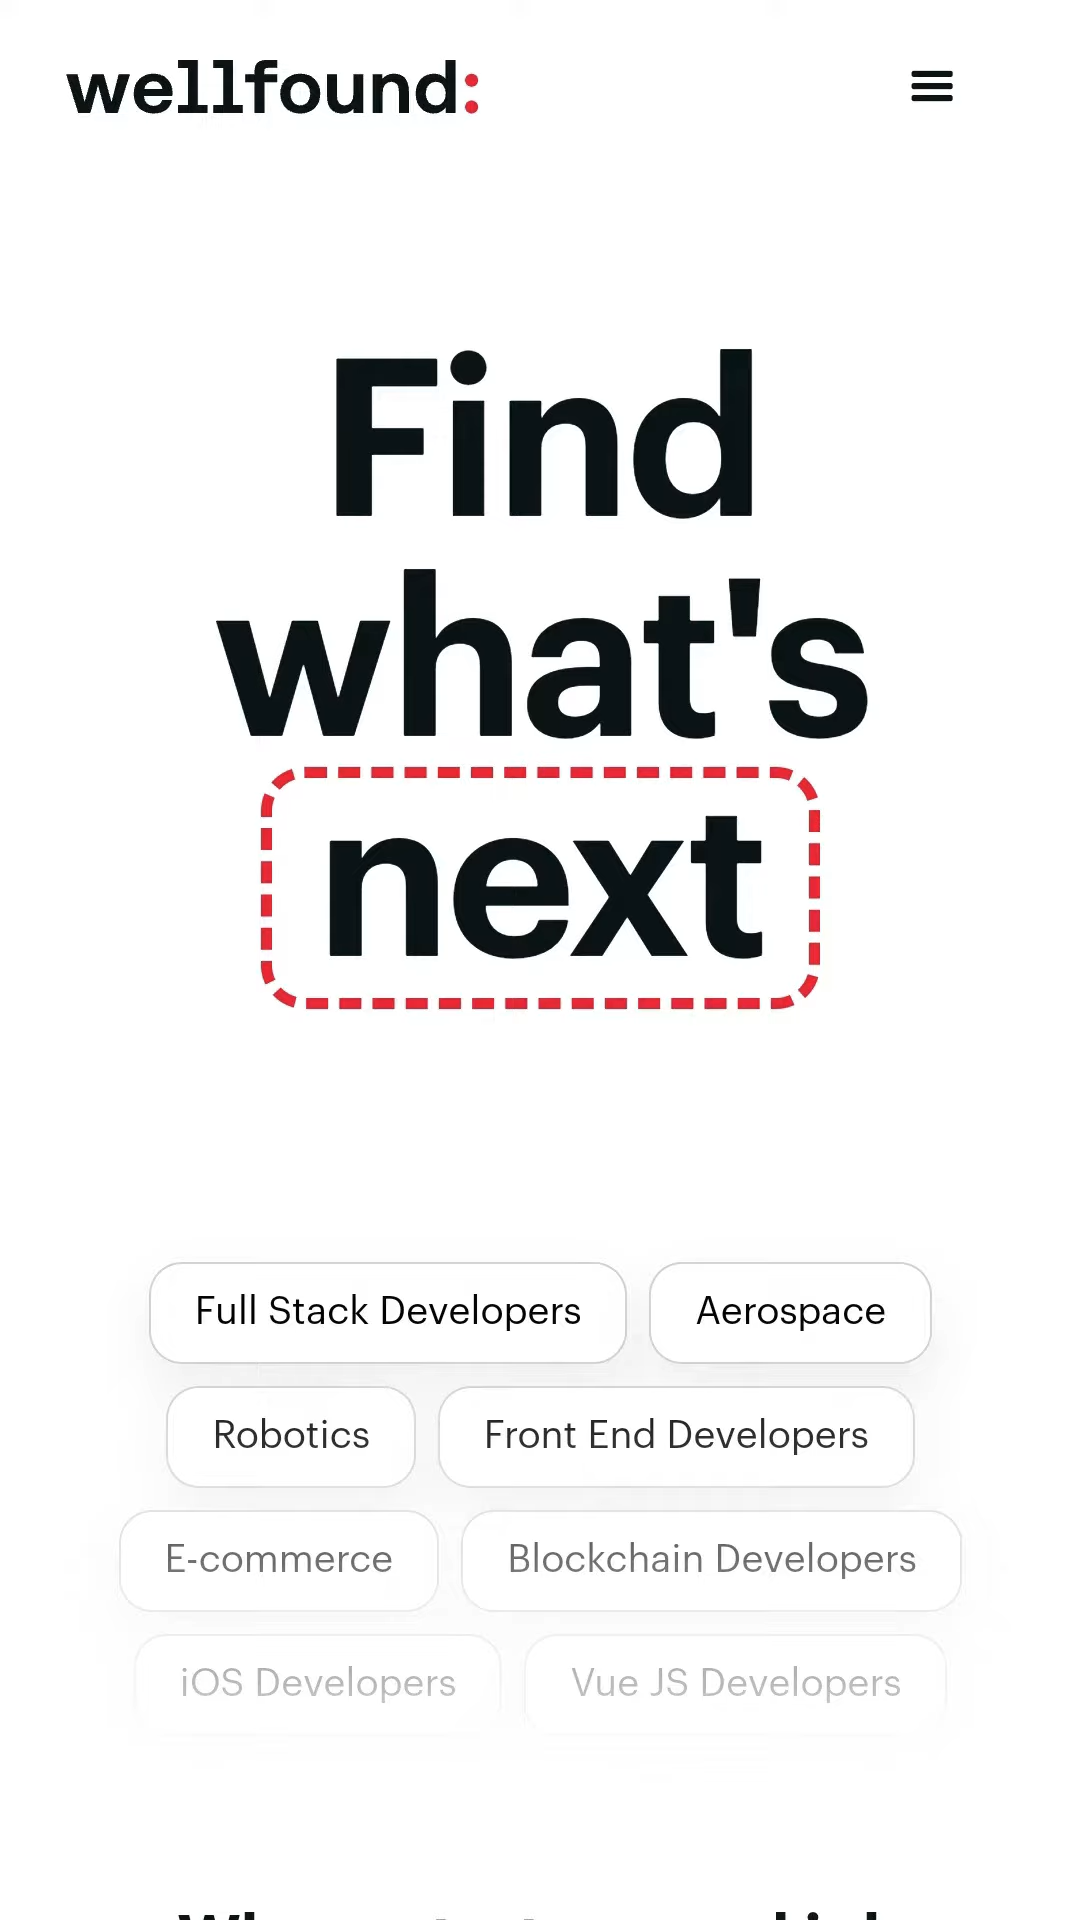 wellfound:
Find
what's
next
Full Stack Developers
Aerospace
Robotics
Front End Developers
E-commerce
Blockchain Developers
iOS Developers
Vue JS Developers